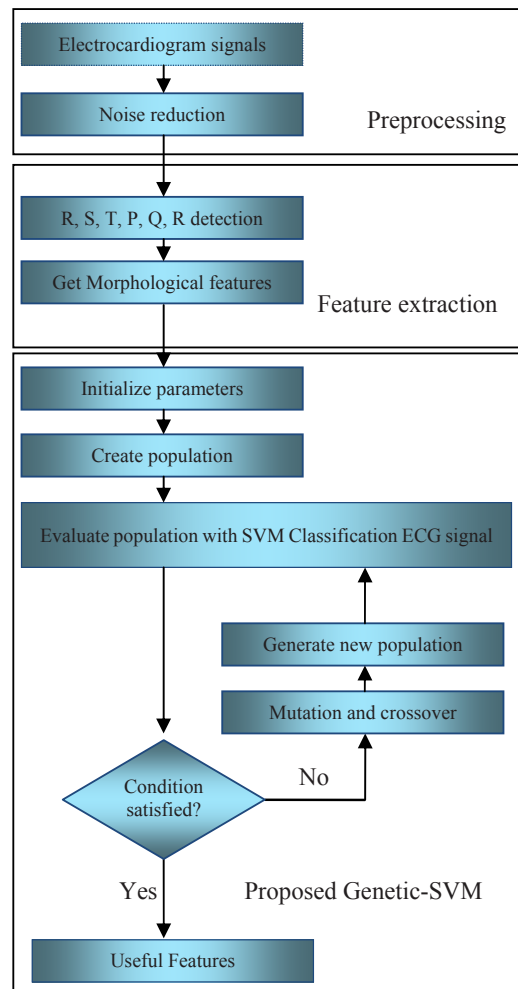 Electrocardiogram signals
Noise reduction
Preprocessing
R, S, T, P, Q, R detection
Get Morphological features
Feature extraction
Initialize parameters
Create population
Evaluate population with SVM Classification ECG signal
Generate new population
Mutation and crossover
Condition
satisfied?
No
Yes
Proposed Genetic-SVM
Useful Features